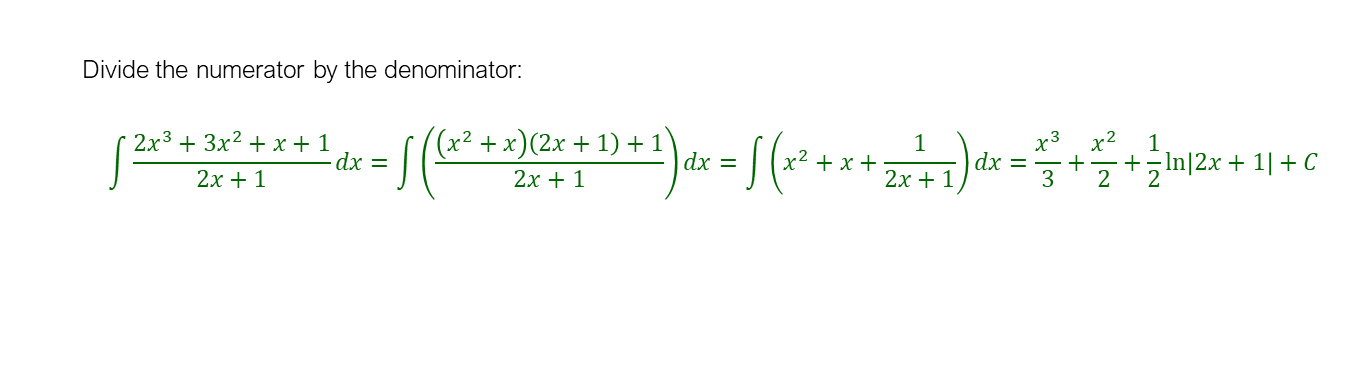 Divide the numerator by the denominator:
∫ (2x³ + 3x² + x + 1)/(2x + 1) dx = ∫ (((x² + x)(2x + 1) + 1)/(2x + 1)) dx = ∫ (x² + x + 1/(2x + 1)) dx = x³/3 + x²/2 + 1/2 ln|2x + 1| + C